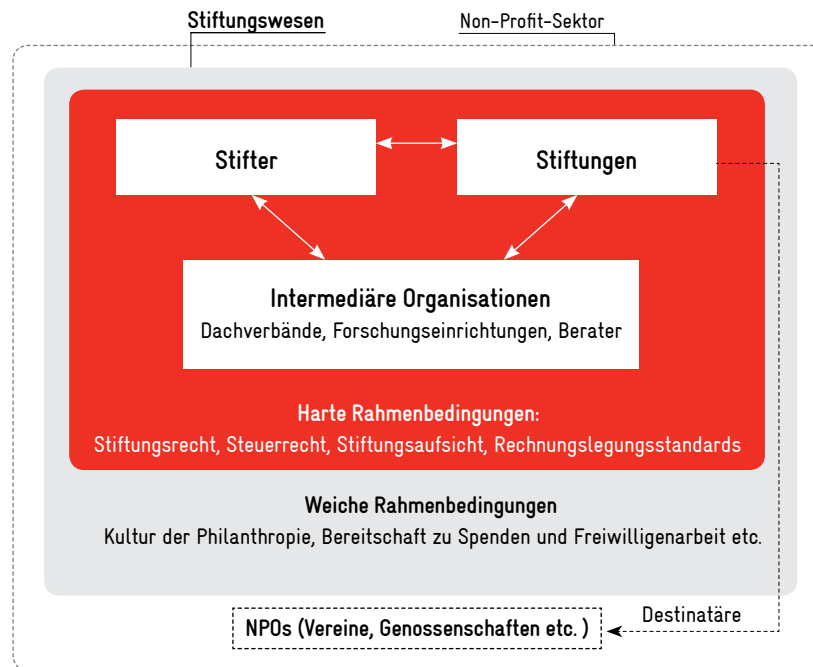 Stiftungswesen
Non-Profit-Sektor
Stifter
Stiftungen
Intermediäre Organisationen
Dachverbände, Forschungseinrichtungen, Berater
Harte Rahmenbedingungen:
Stiftungsrecht, Steuerrecht, Stiftungsaufsicht, Rechnungslegungsstandards
Weiche Rahmenbedingungen
Kultur der Philanthropie, Bereitschaft zu Spenden und Freiwilligenarbeit etc.
NPOs (Vereine, Genossenschaften etc. )
Destinatäre